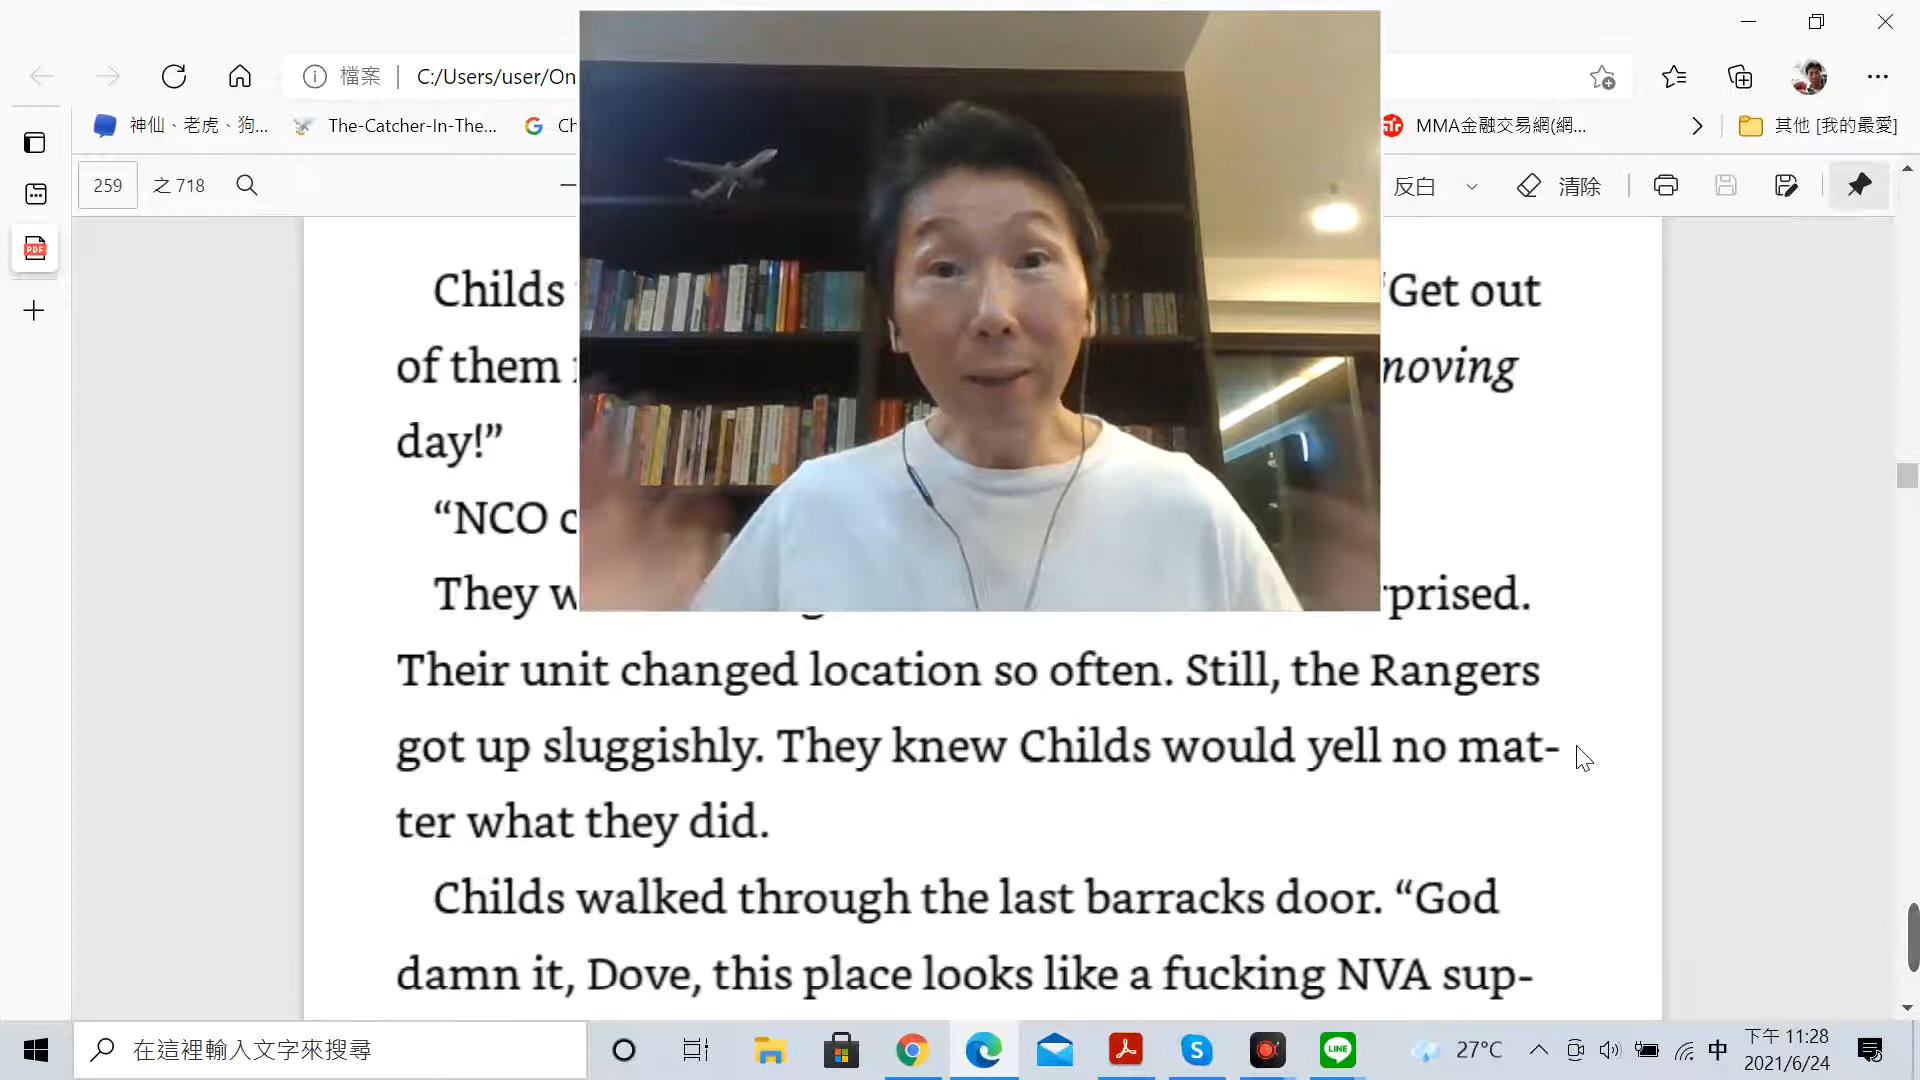 檔案 C:/Users/user/On
神仙、老虎、狗... The-Catcher-In-The... MMA金融交易網(網... 其他 [我的最愛]
259 之 718 反白 清除
Childs "Get out
of them moving
day!”
“NCO
They prised.
Their unit changed location so often. Still, the Rangers
got up sluggishly. They knew Childs would yell no mat-
ter what they did.
Childs walked through the last barracks door. “God
damn it, Dove, this place looks like a fucking NVA sup-
PDF
在這裡輸入文字來搜尋 LINE 27°C 中 下午 11:28
2021/6/24